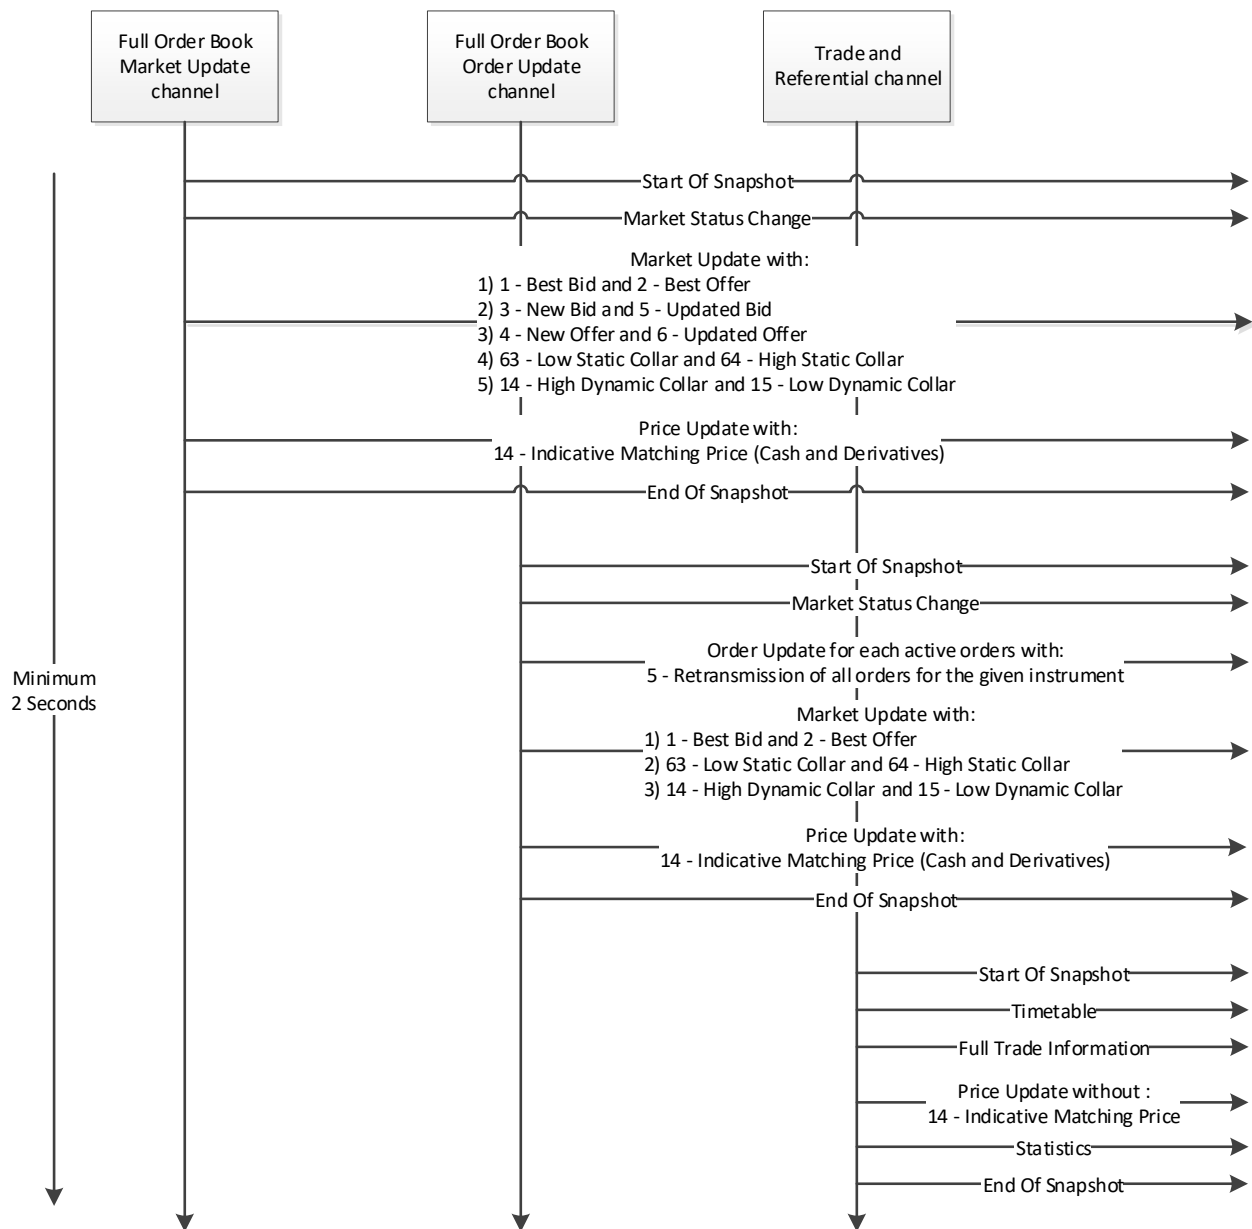 Full Order Book
Market Update
channel
Full Order Book
Order Update
channel
Trade and
Referential channel
Start Of Snapshot
Market Status Change
Market Update with:
1) 1 - Best Bid and 2 - Best Offer
2) 3 - New Bid and 5 - Updated Bid
3) 4 - New Offer and 6 - Updated Offer
4) 63 - Low Static Collar and 64 - High Static Collar
5) 14 - High Dynamic Collar and 15 - Low Dynamic Collar
Price Update with:
14 - Indicative Matching Price (Cash and Derivatives)
End Of Snapshot
Start Of Snapshot
Market Status Change
Order Update for each active orders with:
5 - Retransmission of all orders for the given instrument
Minimum
2 Seconds
Market Update with:
1) 1 - Best Bid and 2 - Best Offer
2) 63 - Low Static Collar and 64 - High Static Collar
3) 14 - High Dynamic Collar and 15 - Low Dynamic Collar
Price Update with:
14 - Indicative Matching Price (Cash and Derivatives)
End Of Snapshot
Start Of Snapshot
Timetable
Full Trade Information
Price Update without :
14 - Indicative Matching Price
Statistics
End Of Snapshot